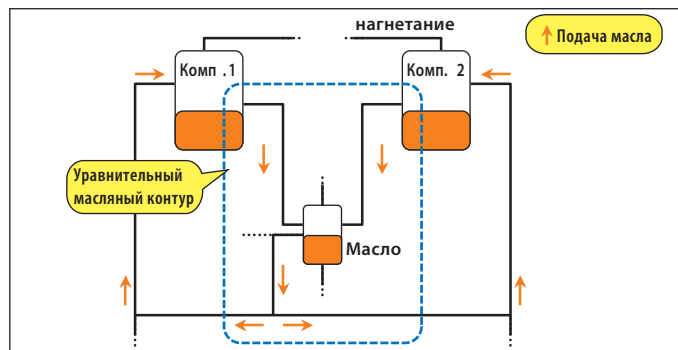 нагнетание
Подача масла
Комп .1
Комп. 2
Уравнительный
масляный контур
Масло